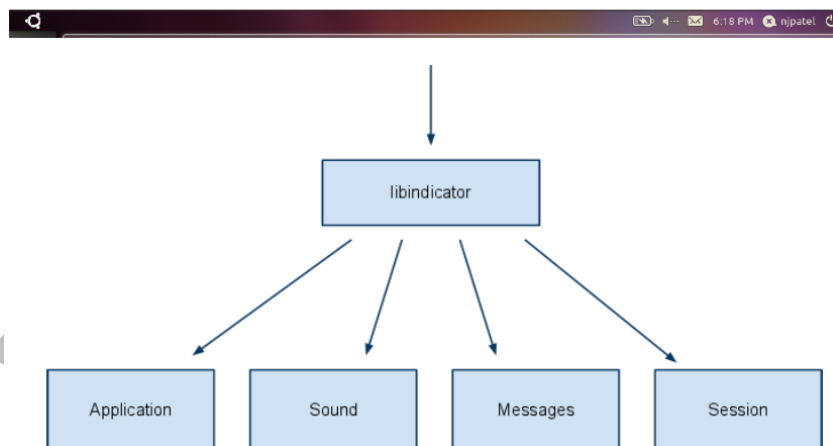 6:18 PM njpatel
libindicator
Application Sound Messages Session